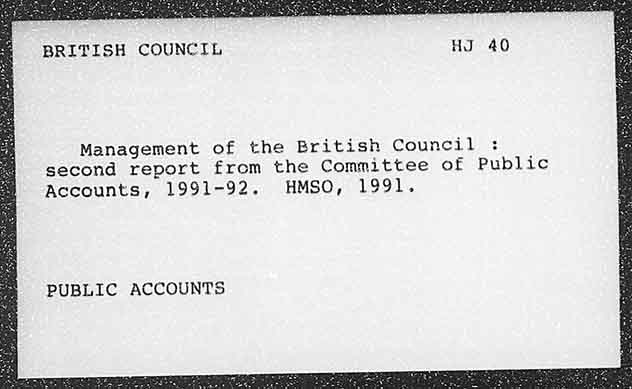 BRITISH COUNCIL HJ 40
Management of the British Council :
second report from the Committee of Public
Accounts, 1991-92. HMSO, 1991.
PUBLIC ACCOUNTS